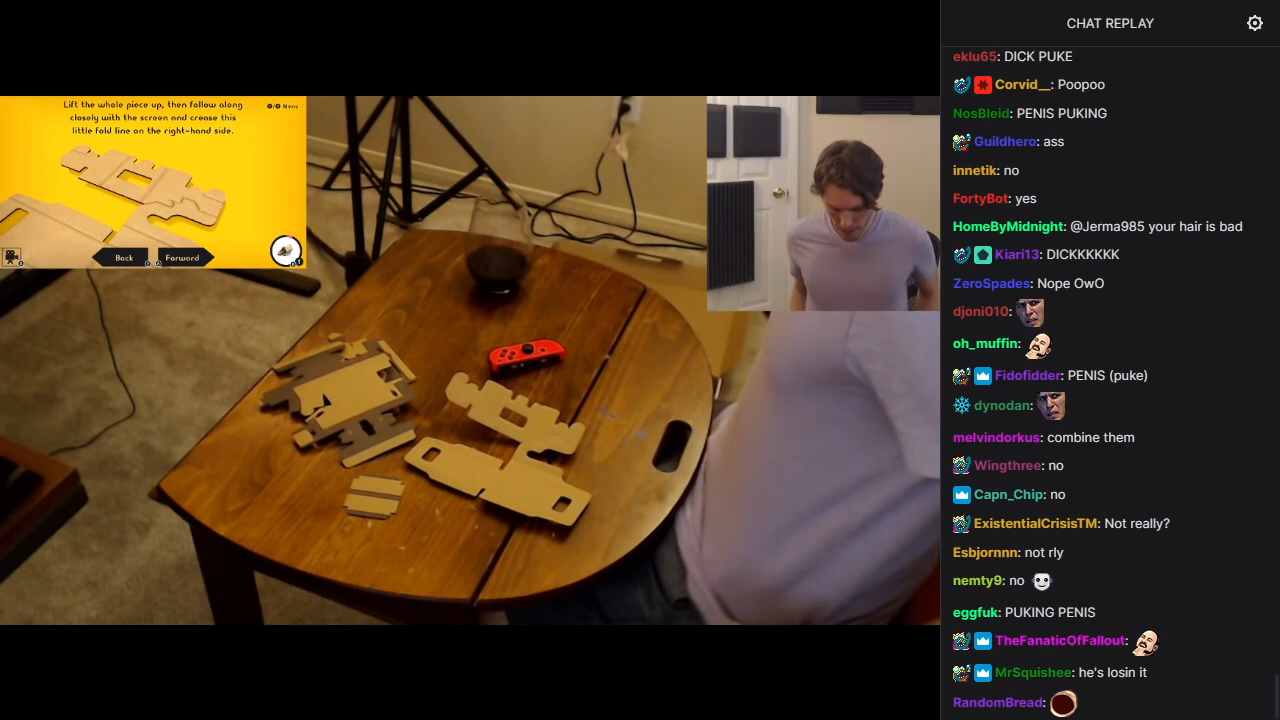 Lift the whole piece up, then follow along
closely with the screen and crease this
little fold line on the right-hand side.
Menu
Back
Forward
CHAT REPLAY
eklu65: DICK PUKE
Corvid__: Poopoo
NosBleid: PENIS PUKING
Guildhero: ass
innetik: no
FortyBot: yes
HomeByMidnight: @Jerma985 your hair is bad
Kiari13: DICKKKKKK
ZeroSpades: Nope OwO
djoni010:
oh_muffin:
Fidofidder: PENIS (puke)
dynodan:
melvindorkus: combine them
Wingthree: no
Capn_Chip: no
ExistentialCrisisTM: Not really?
Esbjornnn: not rly
nemty9: no
eggfuk: PUKING PENIS
TheFanaticOfFallout:
MrSquishee: he's losin it
RandomBread: